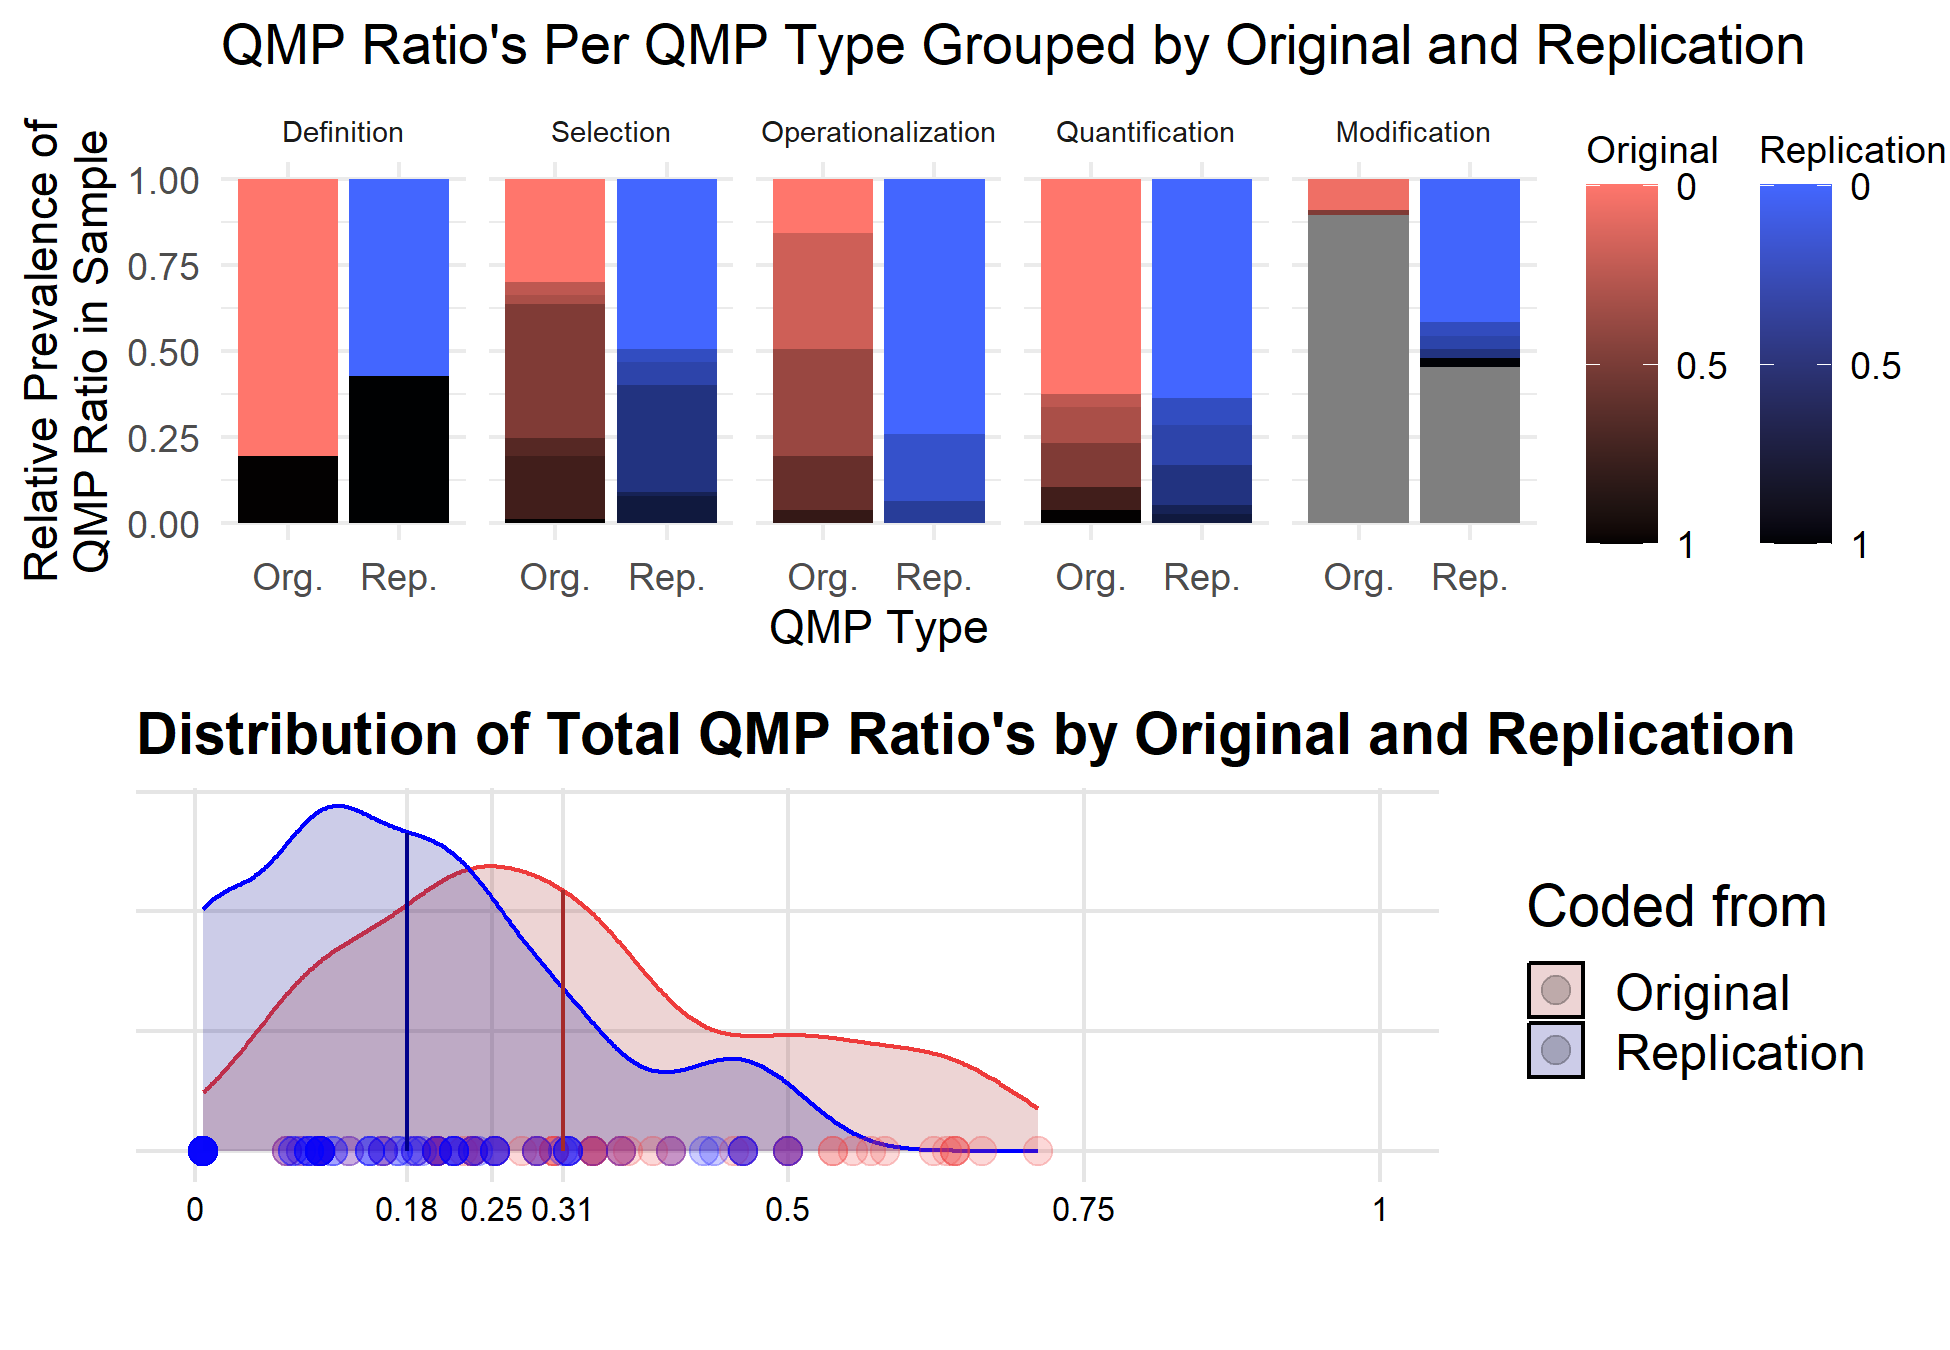 QMP Ratio's Per QMP Type Grouped by Original and Replication
Definition Selection Operationalization Quantification Modification
Relative Prevalence of
QMP Ratio in Sample
1.00
0.75
0.50
0.25
0.00
Org. Rep. Org. Rep. Org. Rep. Org. Rep. Org. Rep.
QMP Type
Original
0
0.5
1
Replication
0
0.5
1
Distribution of Total QMP Ratio's by Original and Replication
0 0.18 0.25 0.31 0.5 0.75 1
Coded from
Original
Replication